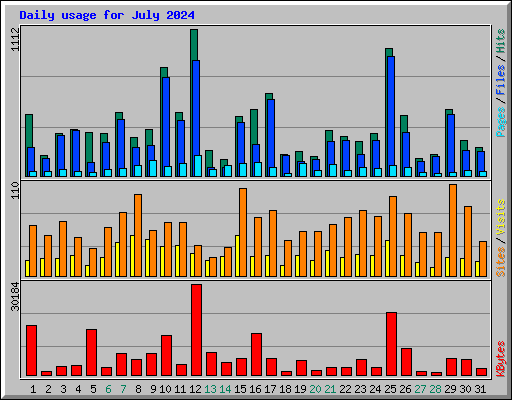 Daily usage for July 2024
1112
Pages / Files / Hits
110
Sites / Visits
30184
KBytes
1 2 3 4 5 6 7 8 9 10 11 12 13 14 15 16 17 18 19 20 21 22 23 24 25 26 27 28 29 30 31